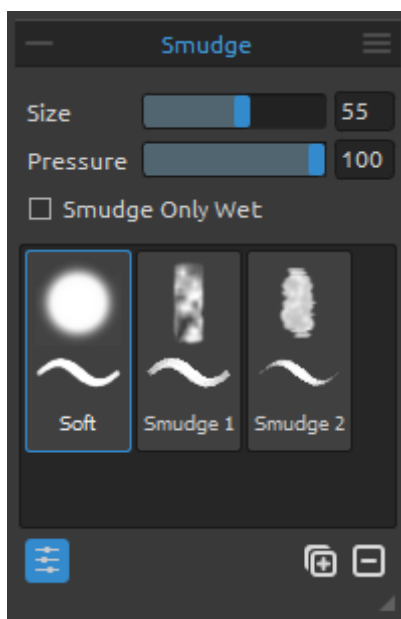 Smudge
Size 55
Pressure 100
Smudge Only Wet
Soft Smudge 1 Smudge 2